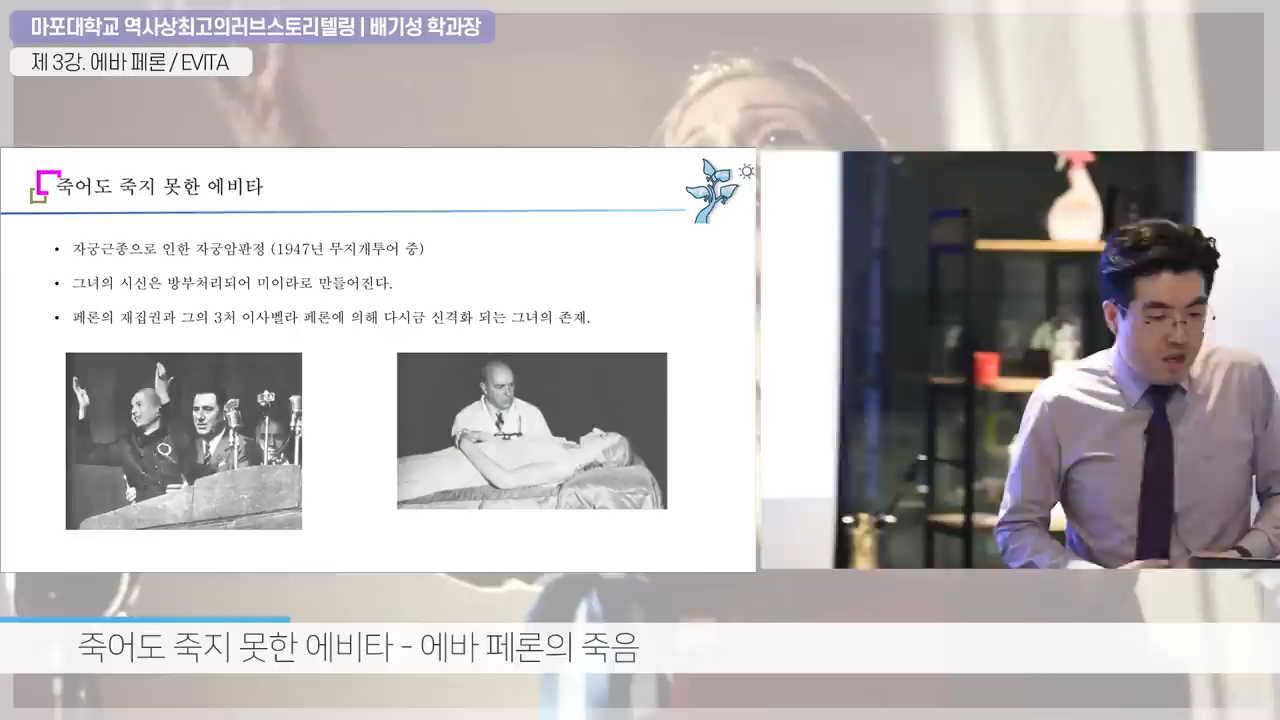 마포대학교 역사상최고의러브스토리텔링 | 배기성 학과장
제 3강. 에바 페론 / EVITA
죽어도 죽지 못한 에비타
• 자궁근종으로 인한 자궁암판정 (1947년 무지개투어 중)
• 그녀의 시신은 방부처리되어 미이라로 만들어진다.
• 페론의 재집권과 그의 3처 이사벨라 페론에 의해 다시금 신격화 되는 그녀의 존재.
죽어도 죽지 못한 에비타 - 에바 페론의 죽음